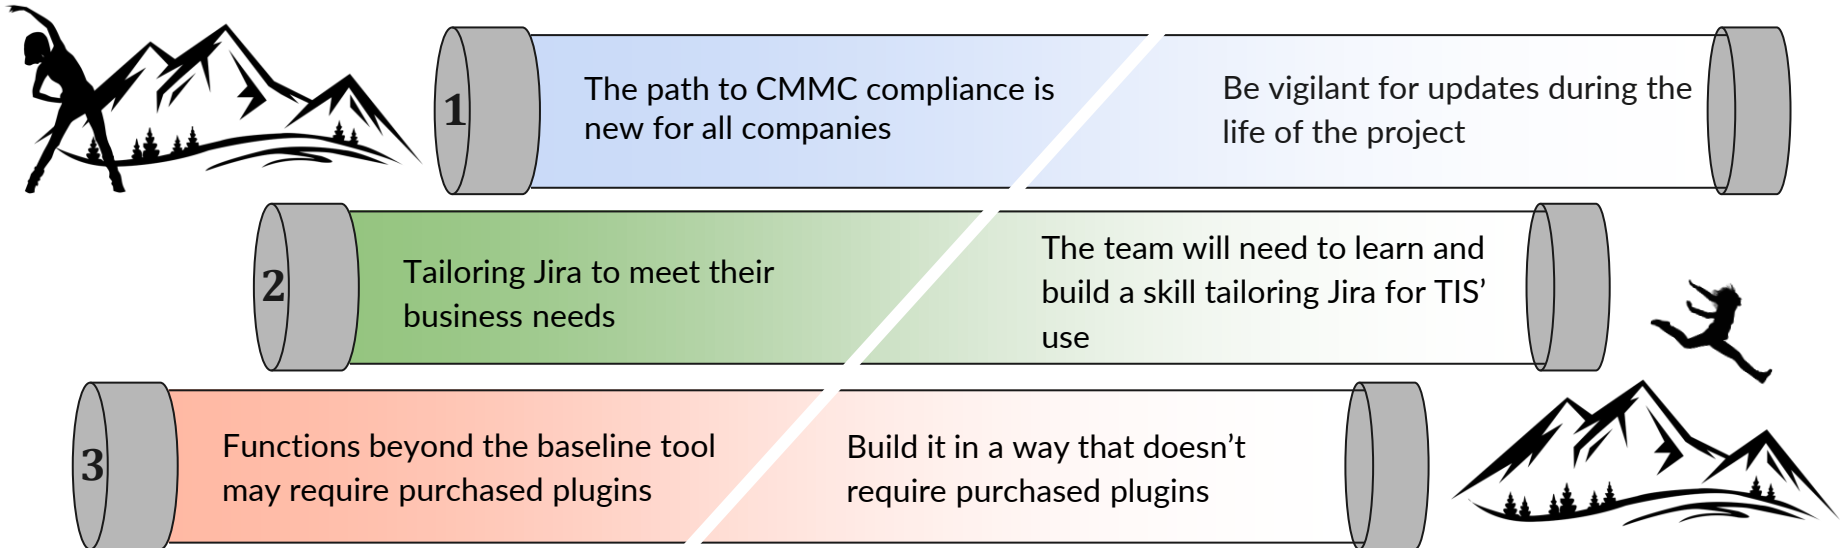 1
The path to CMMC compliance is
new for all companies
Be vigilant for updates during the
life of the project
2
Tailoring Jira to meet their
business needs
The team will need to learn and
build a skill tailoring Jira for TIS’
use
3
Functions beyond the baseline tool
may require purchased plugins
Build it in a way that doesn’t
require purchased plugins